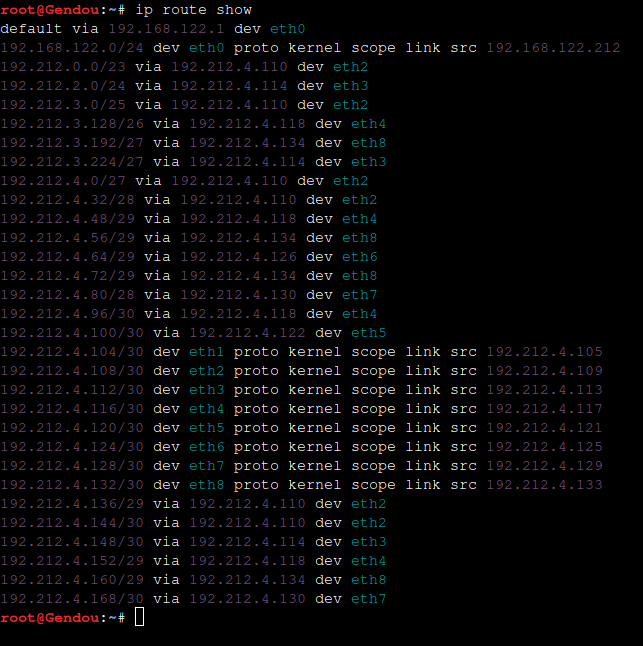 root@Gendou:~# ip route show
default via 192.168.122.1 dev eth0
192.168.122.0/24 dev eth0 proto kernel scope link src 192.168.122.212
192.212.0.0/23 via 192.212.4.110 dev eth2
192.212.2.0/24 via 192.212.4.114 dev eth3
192.212.3.0/25 via 192.212.4.110 dev eth2
192.212.3.128/26 via 192.212.4.118 dev eth4
192.212.3.192/27 via 192.212.4.134 dev eth8
192.212.3.224/27 via 192.212.4.114 dev eth3
192.212.4.0/27 via 192.212.4.110 dev eth2
192.212.4.32/28 via 192.212.4.110 dev eth2
192.212.4.48/29 via 192.212.4.118 dev eth4
192.212.4.56/29 via 192.212.4.134 dev eth8
192.212.4.64/29 via 192.212.4.126 dev eth6
192.212.4.72/29 via 192.212.4.134 dev eth8
192.212.4.80/28 via 192.212.4.130 dev eth7
192.212.4.96/30 via 192.212.4.118 dev eth4
192.212.4.100/30 via 192.212.4.122 dev eth5
192.212.4.104/30 dev eth1 proto kernel scope link src 192.212.4.105
192.212.4.108/30 dev eth2 proto kernel scope link src 192.212.4.109
192.212.4.112/30 dev eth3 proto kernel scope link src 192.212.4.113
192.212.4.116/30 dev eth4 proto kernel scope link src 192.212.4.117
192.212.4.120/30 dev eth5 proto kernel scope link src 192.212.4.121
192.212.4.124/30 dev eth6 proto kernel scope link src 192.212.4.125
192.212.4.128/30 dev eth7 proto kernel scope link src 192.212.4.129
192.212.4.132/30 dev eth8 proto kernel scope link src 192.212.4.133
192.212.4.136/29 via 192.212.4.110 dev eth2
192.212.4.144/30 via 192.212.4.110 dev eth2
192.212.4.148/30 via 192.212.4.114 dev eth3
192.212.4.152/29 via 192.212.4.118 dev eth4
192.212.4.160/29 via 192.212.4.134 dev eth8
192.212.4.168/30 via 192.212.4.130 dev eth7
root@Gendou:~#